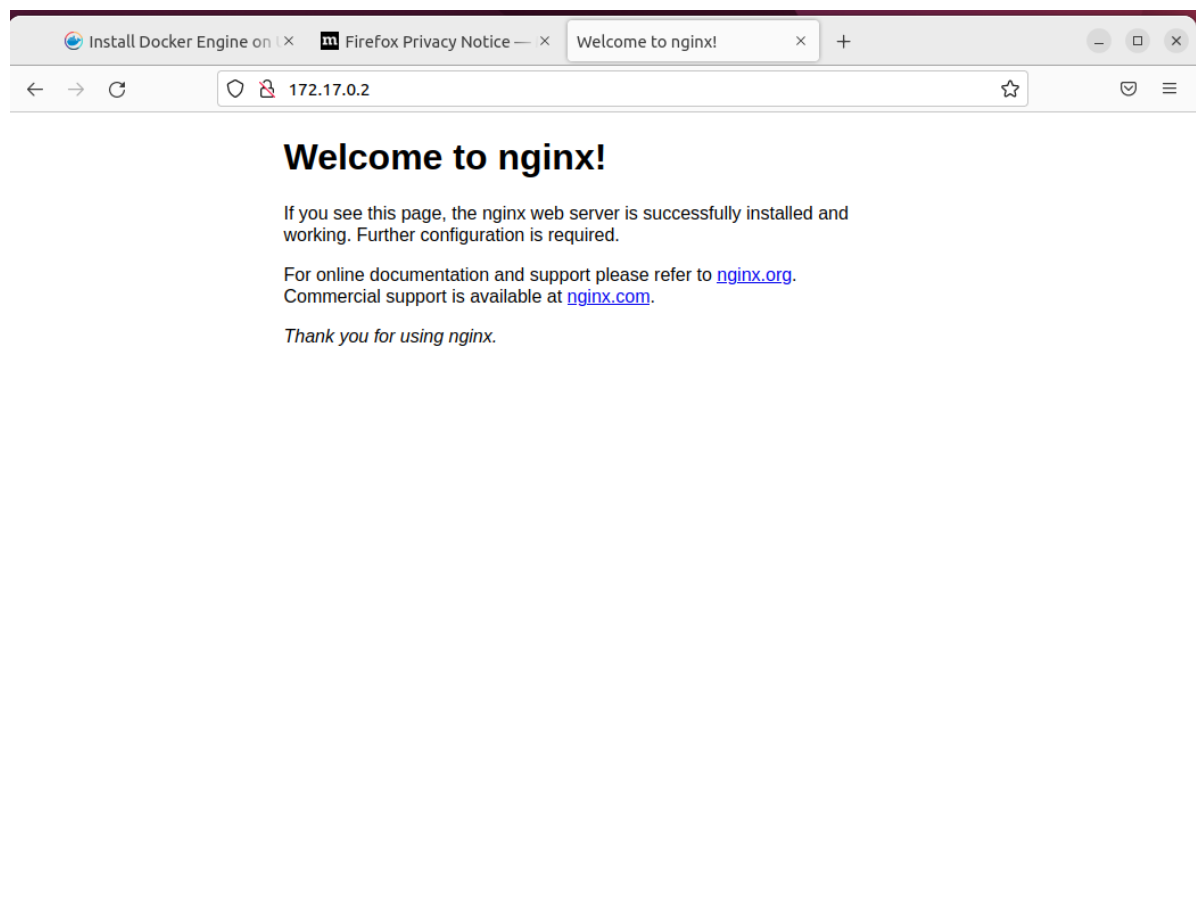 Install Docker Engine on
Firefox Privacy Notice —
Welcome to nginx!
172.17.0.2
Welcome to nginx!
If you see this page, the nginx web server is successfully installed and
working. Further configuration is required.
For online documentation and support please refer to nginx.org.
Commercial support is available at nginx.com.
Thank you for using nginx.